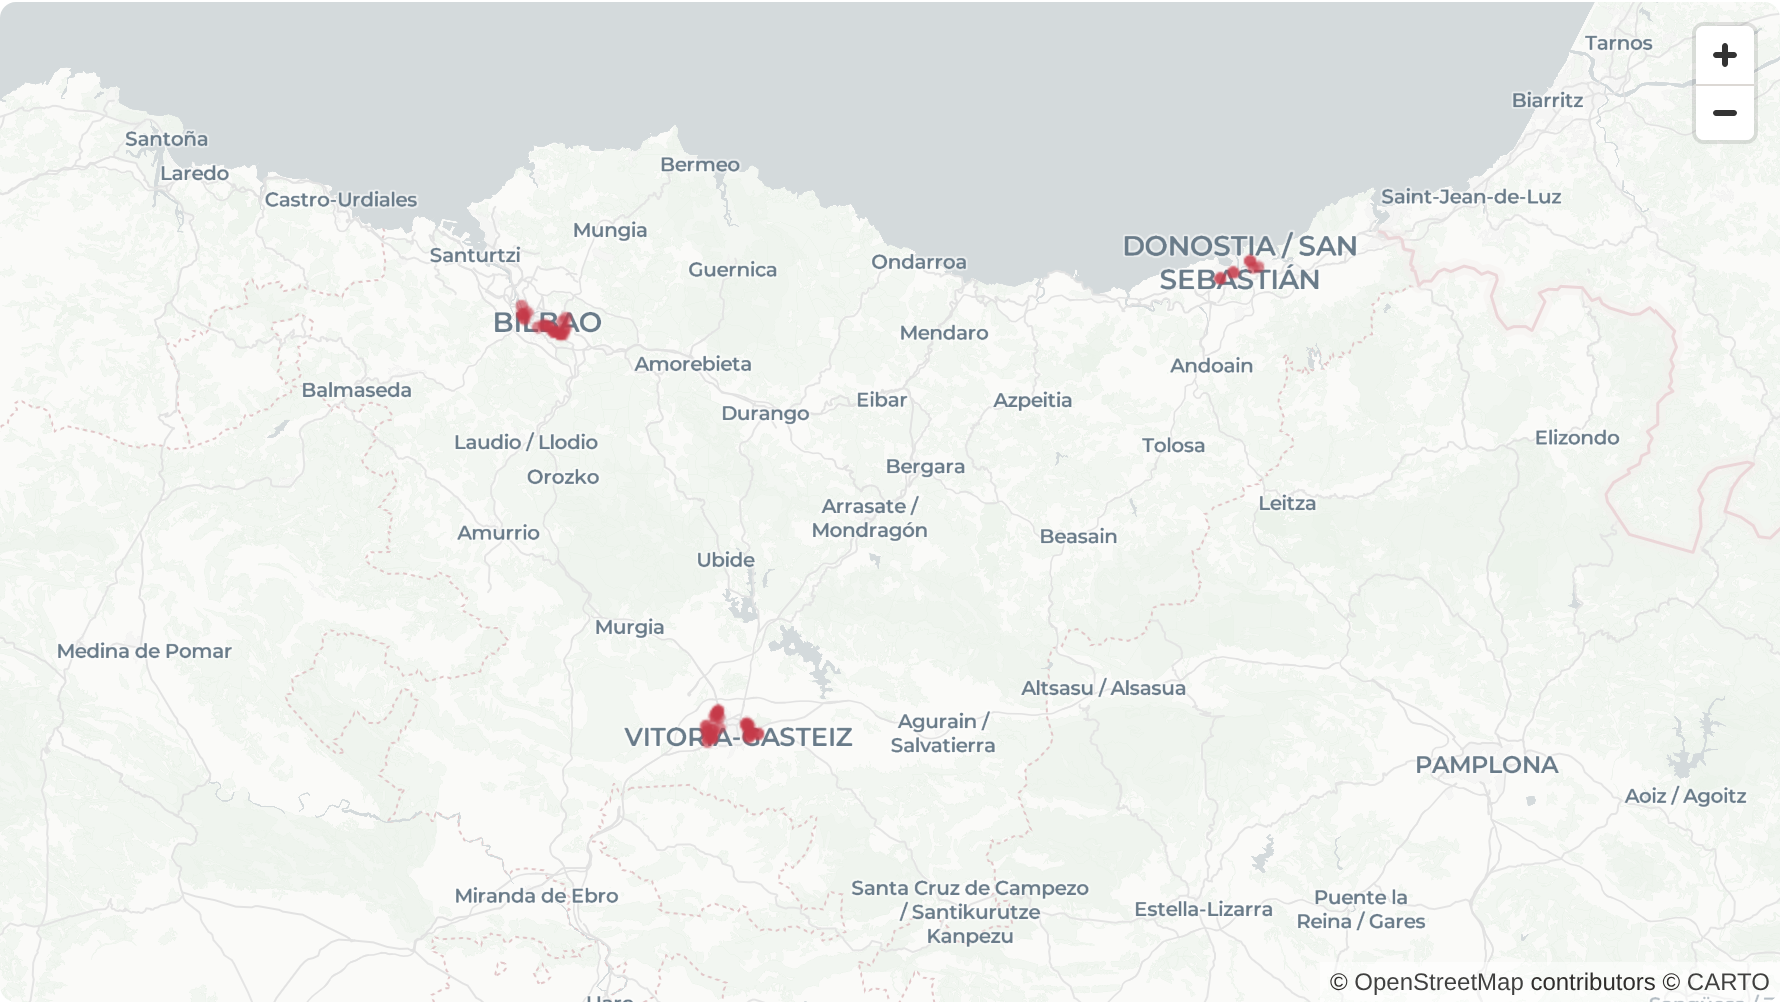 Tarnos
Biarritz
Santoña
Laredo
Bermeo
Castro-Urdiales
Saint-Jean-de-Luz
Mungia
Santurtzi
DONOSTIA / SAN
SEBASTIÁN
Guernica
Ondarroa
BILBAO
Mendaro
Amorebieta
Andoain
Balmaseda
Durango
Eibar
Azpeitia
Laudio / Llodio
Tolosa
Elizondo
Orozko
Bergara
Arrasate /
Mondragón
Leitza
Amurrio
Beasain
Ubide
Murgia
Medina de Pomar
Altsasu / Alsasua
VITORIA-GASTEIZ
Agurain /
Salvatierra
PAMPLONA
Aoiz / Agoitz
Miranda de Ebro
Santa Cruz de Campezo
/ Santikurutze
Kanpezu
Estella-Lizarra
Puente la
Reina / Gares
© OpenStreetMap contributors © CARTO
Haro